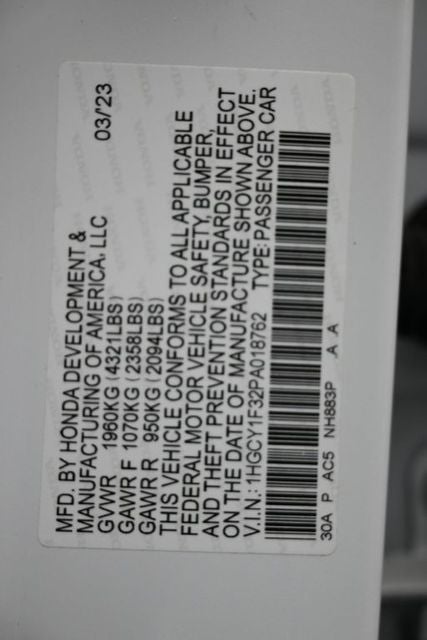 MFD. BY HONDA DEVELOPMENT &
MANUFACTURING OF AMERICA, LLC 03/'23
GVWR 1960KG (4321LBS)
GAWR F 1070KG (2358LBS)
GAWR R 950KG (2094LBS)
THIS VEHICLE CONFORMS TO ALL APPLICABLE
FEDERAL MOTOR VEHICLE SAFETY, BUMPER,
AND THEFT PREVENTION STANDARDS IN EFFECT
ON THE DATE OF MANUFACTURE SHOWN ABOVE.
V.I.N.: 1HGCY1F32PA018762 TYPE: PASSENGER CAR
30A P AC5 NH883P A A